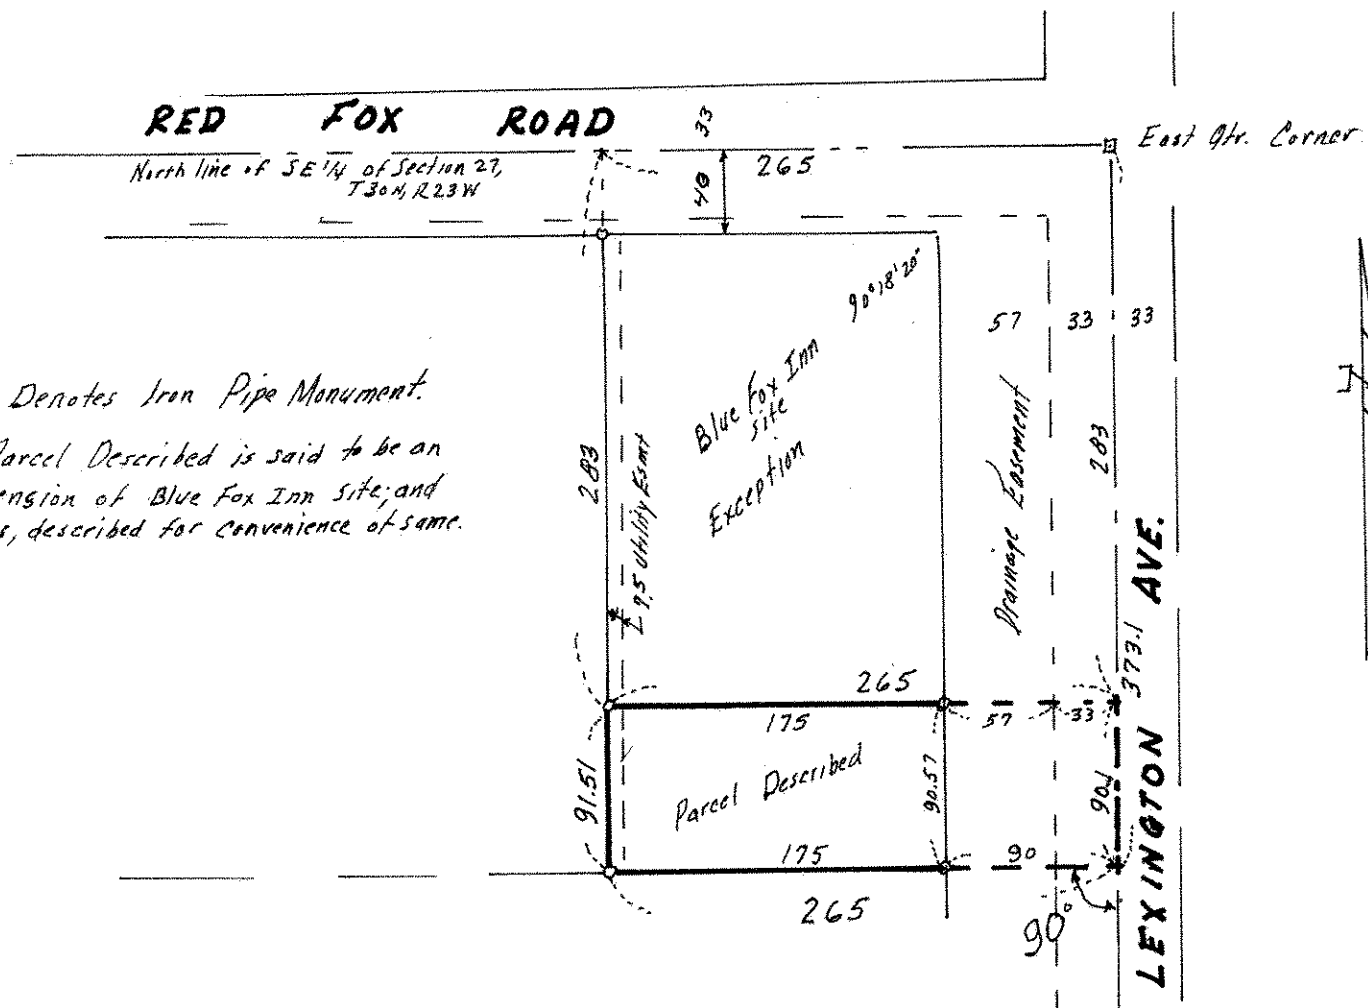 RED FOX ROAD
33
East Qtr. Corner
North line of SE 1/4 of Section 27,
T30N, R23W
265
40
90°18'20"
57 33 33
Denotes Iron Pipe Monument.
Parcel Described is said to be an
ension of Blue Fox Inn Site; and
s, described for convenience of same.
283
7.5 Utility Esmt
Blue Fox Inn
Site
Exception
Drainage Easement
283
373.1
LEXINGTON AVE.
265
175
57
33
91.51
Parcel Described
90.57
90.1
175
90
265
90°